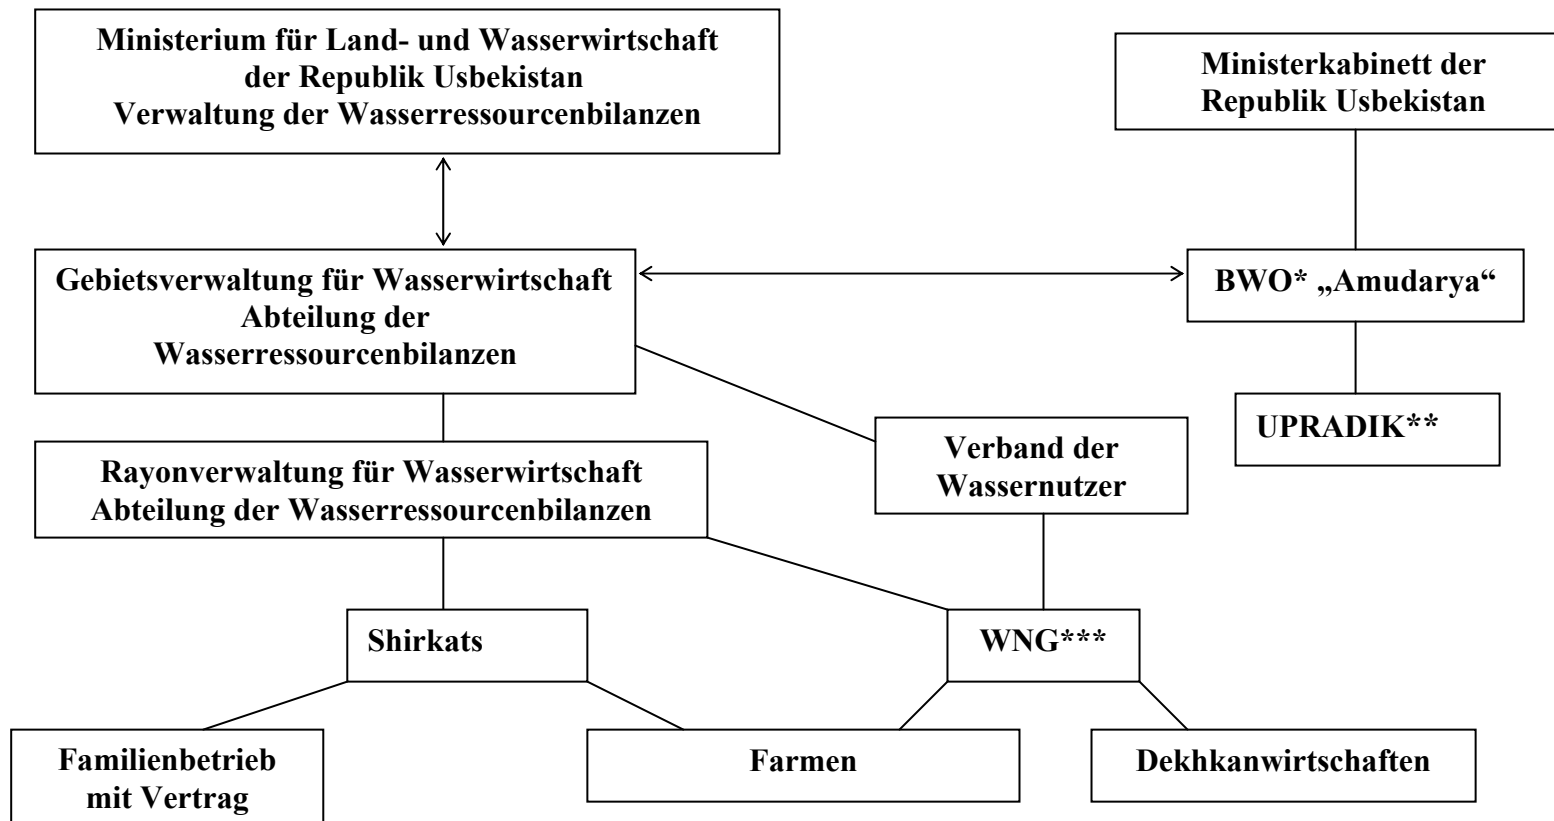 Ministerium für Land- und Wasserwirtschaft
der Republik Usbekistan
Verwaltung der Wasserressourcenbilanzen
Ministerkabinett der
Republik Usbekistan
Gebietsverwaltung für Wasserwirtschaft
Abteilung der
Wasserressourcenbilanzen
BWO* „Amudarya“
UPRADIK**
Verband der
Wassernutzer
Rayonverwaltung für Wasserwirtschaft
Abteilung der Wasserressourcenbilanzen
Shirkats
WNG***
Familienbetrieb
mit Vertrag
Farmen
Dekhkanwirtschaften